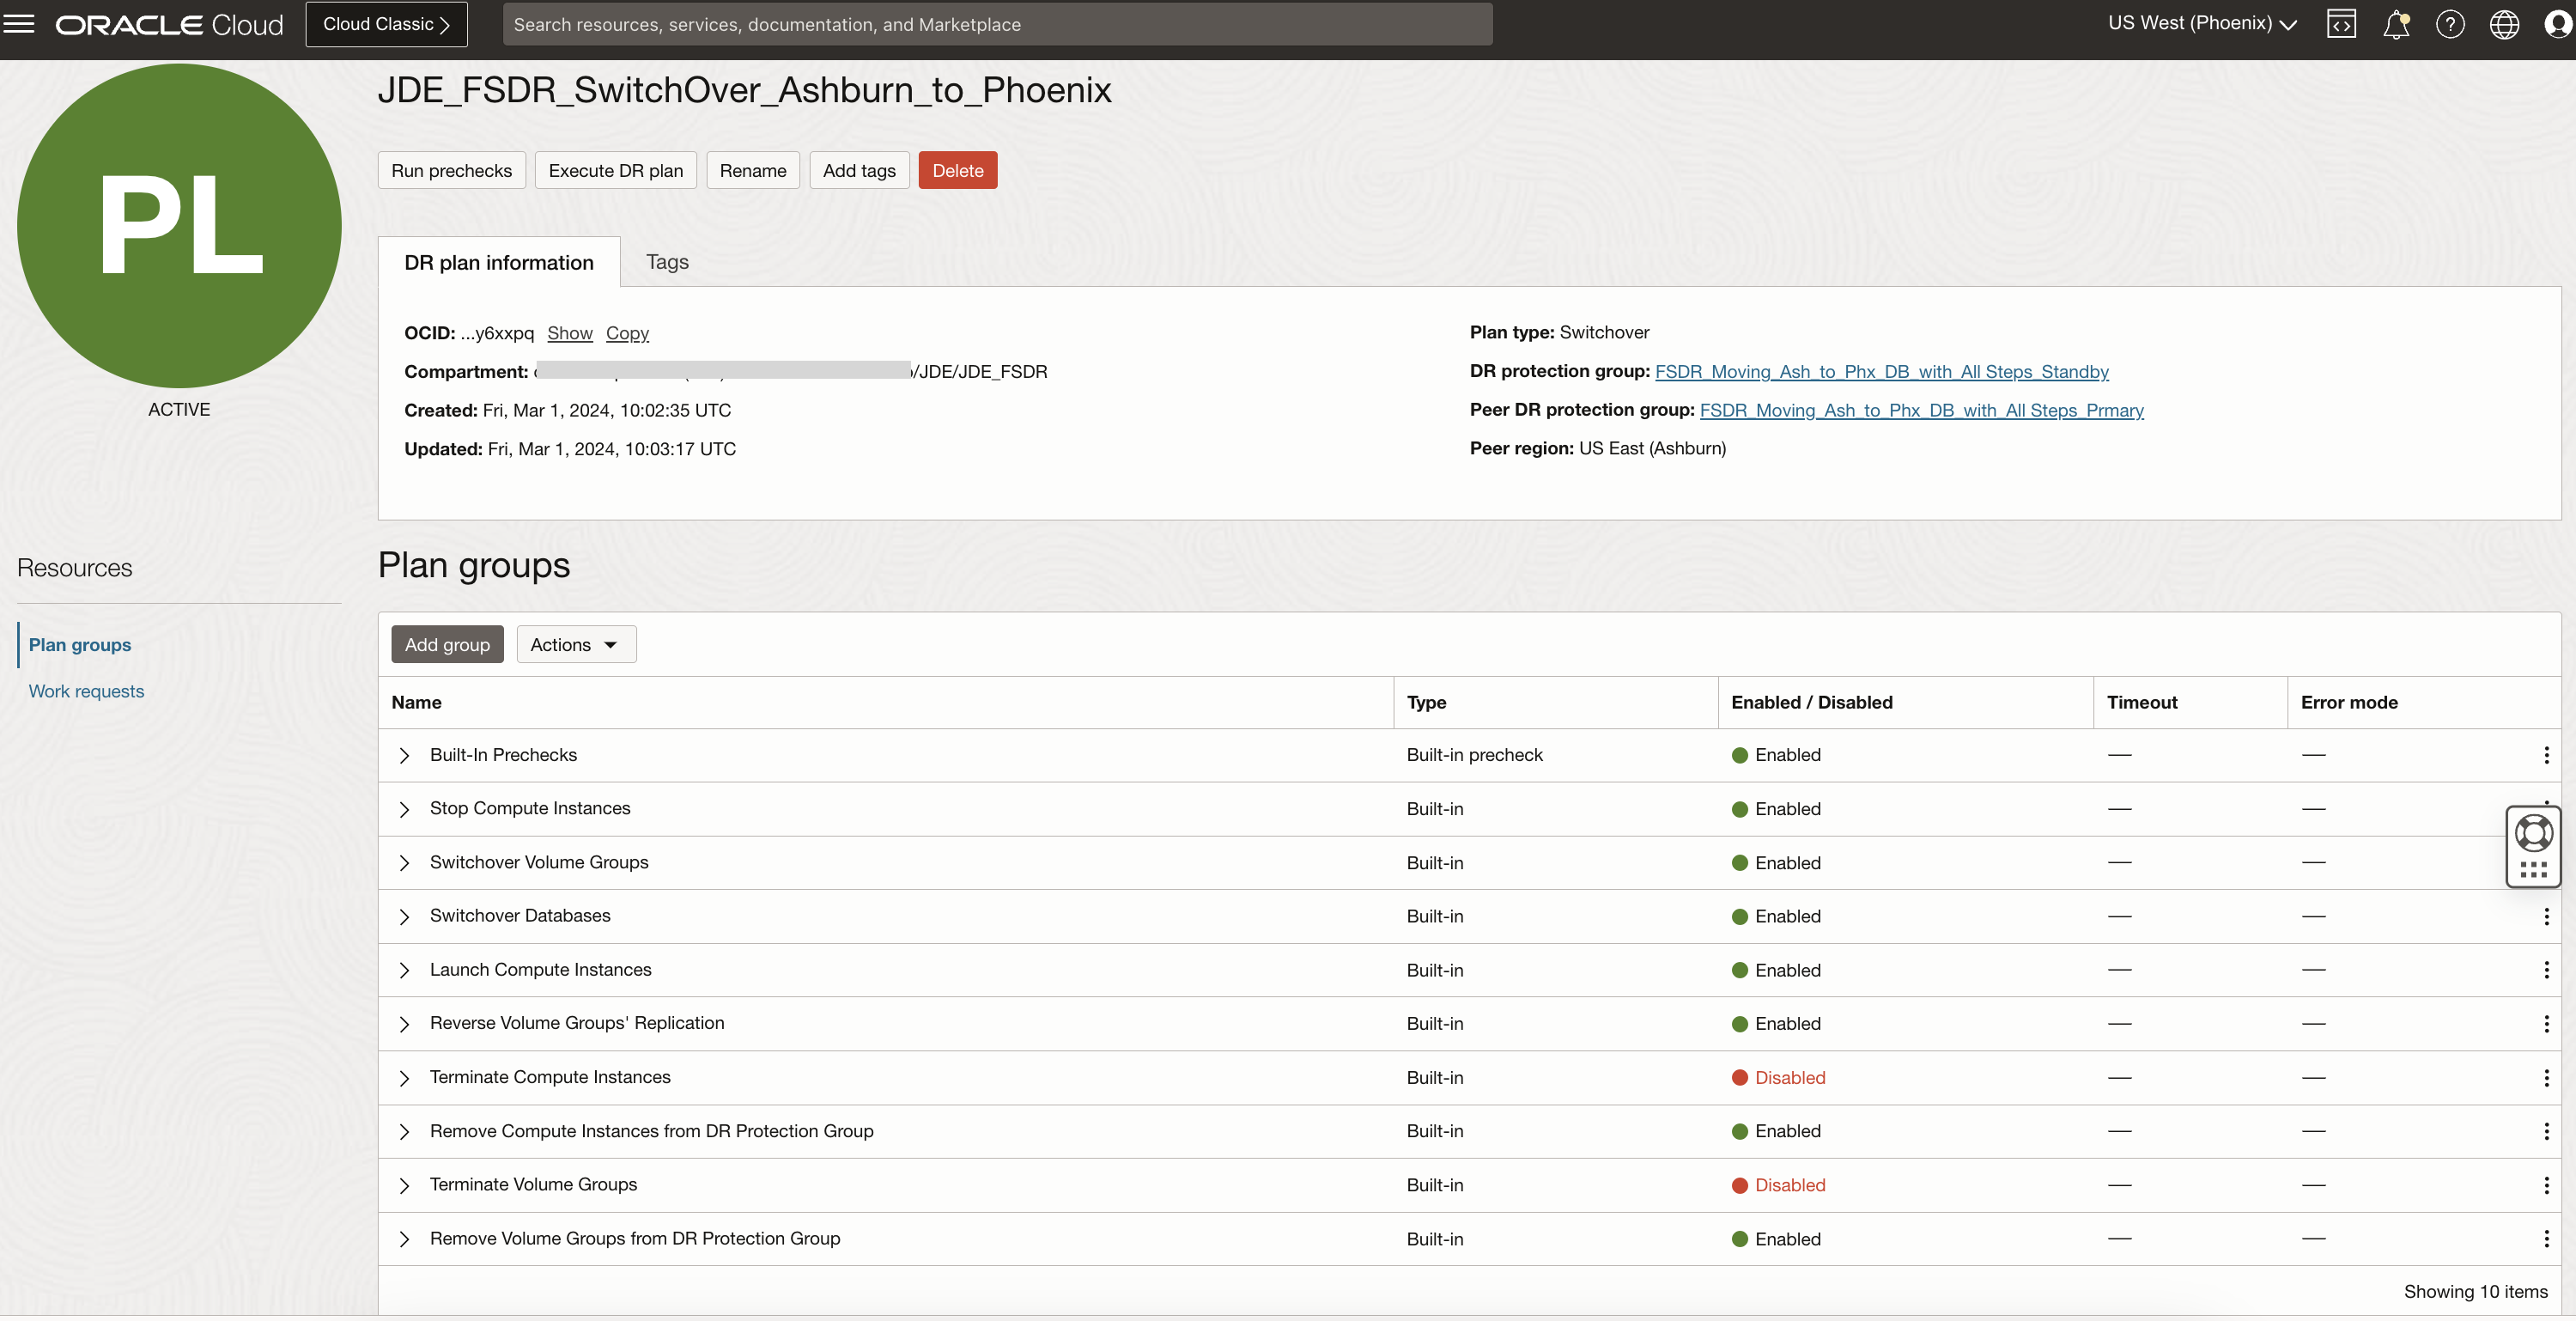 ORACLE Cloud
Cloud Classic
Search resources, services, documentation, and Marketplace
US West (Phoenix)
PL
ACTIVE
JDE_FSDR_SwitchOver_Ashburn_to_Phoenix
Run prechecks
Execute DR plan
Rename
Add tags
Delete
DR plan information
Tags
OCID: ...y6xxpq Show Copy
Compartment: /JDE/JDE_FSDR
Created: Fri, Mar 1, 2024, 10:02:35 UTC
Updated: Fri, Mar 1, 2024, 10:03:17 UTC
Plan type: Switchover
DR protection group: FSDR_Moving_Ash_to_Phx_DB_with_All Steps_Standby
Peer DR protection group: FSDR_Moving_Ash_to_Phx_DB_with_All Steps_Prmary
Peer region: US East (Ashburn)
Resources
Plan groups
Work requests
Plan groups
Add group
Actions
Name Type Enabled / Disabled Timeout Error mode
Built-In Prechecks Built-in precheck Enabled — —
Stop Compute Instances Built-in Enabled — —
Switchover Volume Groups Built-in Enabled — —
Switchover Databases Built-in Enabled — —
Launch Compute Instances Built-in Enabled — —
Reverse Volume Groups' Replication Built-in Enabled — —
Terminate Compute Instances Built-in Disabled — —
Remove Compute Instances from DR Protection Group Built-in Enabled — —
Terminate Volume Groups Built-in Disabled — —
Remove Volume Groups from DR Protection Group Built-in Enabled — —
Showing 10 items